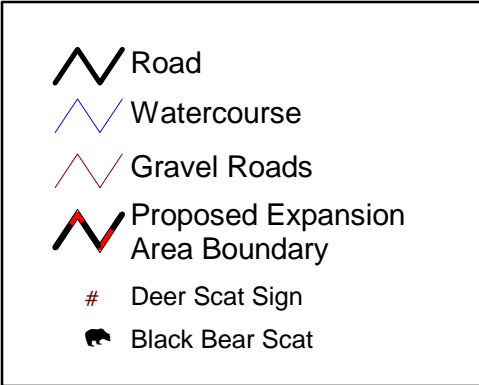 Road
Watercourse
Gravel Roads
Proposed Expansion
Area Boundary
# Deer Scat Sign
Black Bear Scat